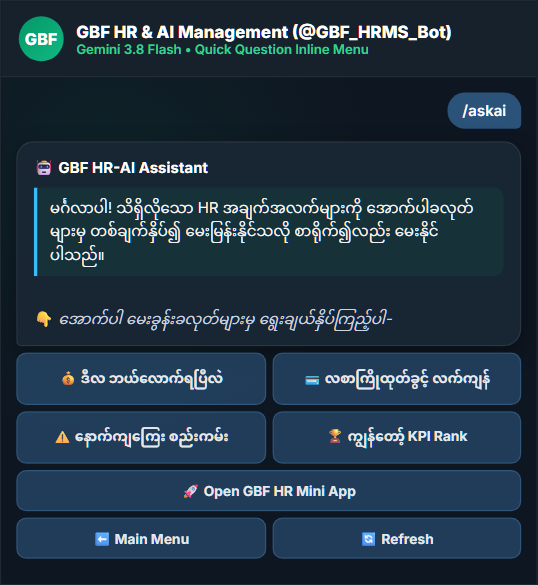 GBF
GBF HR & AI Management (@GBF_HRMS_Bot)
Gemini 3.8 Flash • Quick Question Inline Menu
/askai
🤖 GBF HR-AI Assistant
မင်္ဂလာပါ! သိရှိလိုသော HR အချက်အလက်များကို အောက်ပါခလုတ်
များမှ တစ်ချက်နှိပ်၍ မေးမြန်းနိုင်သလို စာရိုက်၍လည်း မေးနိုင်
ပါသည်။
👇 အောက်ပါ မေးခွန်းခလုတ်များမှ ရွေးချယ်နှိပ်ကြည့်ပါ-
💰 ဒီလ ဘယ်လောက်ရပြီလဲ
💳 လစာကြိုထုတ်ခွင့် လက်ကျန်
⚠️ နောက်ကျကြေး စည်းကမ်း
🏆 ကျွန်တော့် KPI Rank
🚀 Open GBF HR Mini App
⬅️ Main Menu
🔄 Refresh